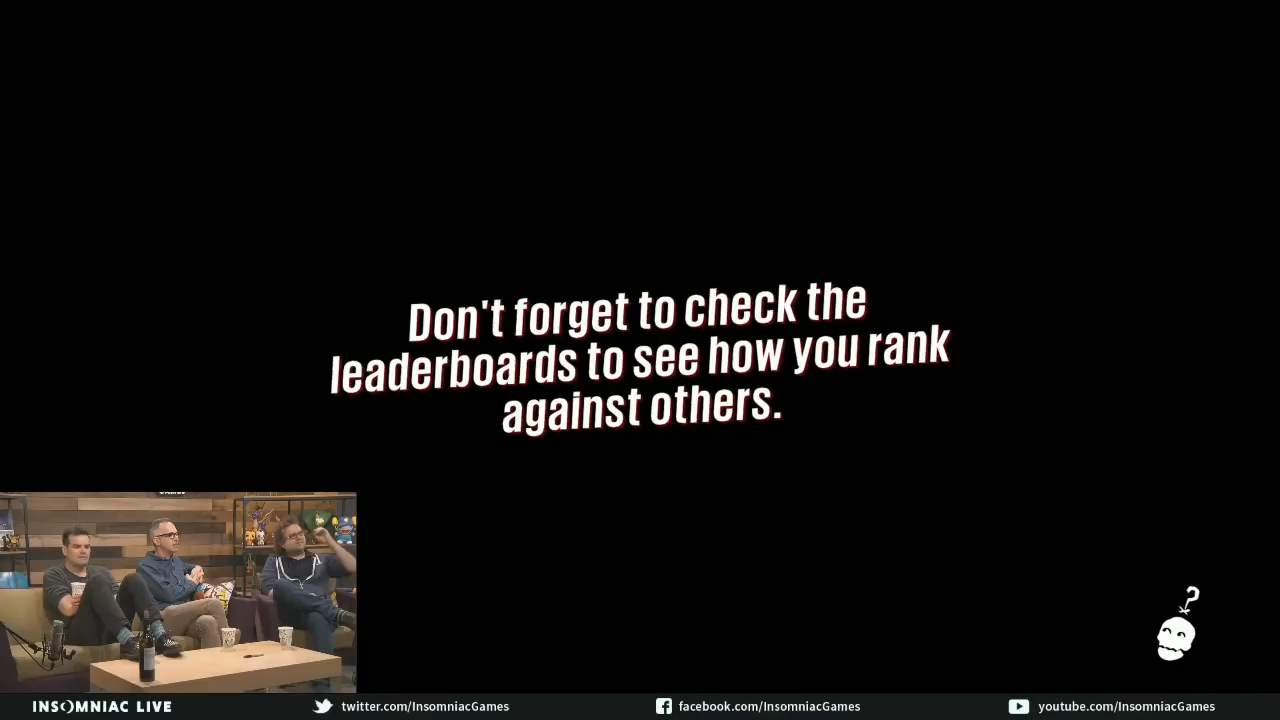 Don't forget to check the
leaderboards to see how you rank
against others.
?
GAMES
INSOMNIAC LIVE
twitter.com/InsomniacGames
facebook.com/InsomniacGames
youtube.com/InsomniacGames